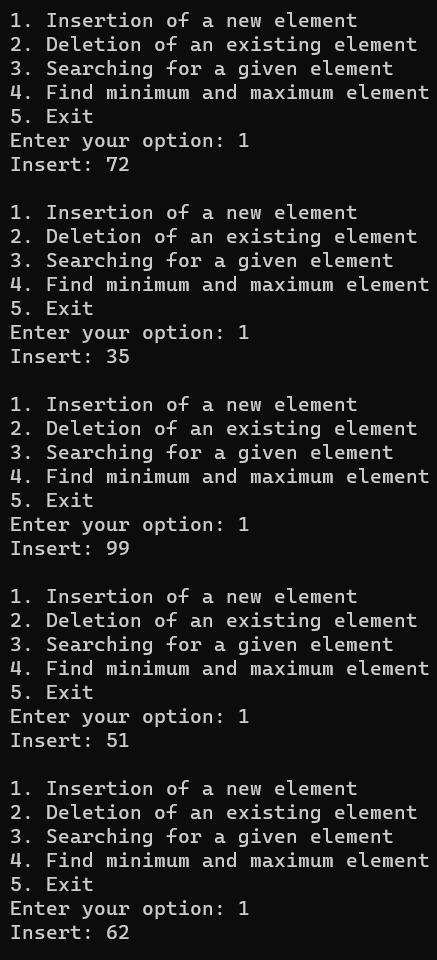 1. Insertion of a new element
2. Deletion of an existing element
3. Searching for a given element
4. Find minimum and maximum element
5. Exit
Enter your option: 1
Insert: 72

1. Insertion of a new element
2. Deletion of an existing element
3. Searching for a given element
4. Find minimum and maximum element
5. Exit
Enter your option: 1
Insert: 35

1. Insertion of a new element
2. Deletion of an existing element
3. Searching for a given element
4. Find minimum and maximum element
5. Exit
Enter your option: 1
Insert: 99

1. Insertion of a new element
2. Deletion of an existing element
3. Searching for a given element
4. Find minimum and maximum element
5. Exit
Enter your option: 1
Insert: 51

1. Insertion of a new element
2. Deletion of an existing element
3. Searching for a given element
4. Find minimum and maximum element
5. Exit
Enter your option: 1
Insert: 62